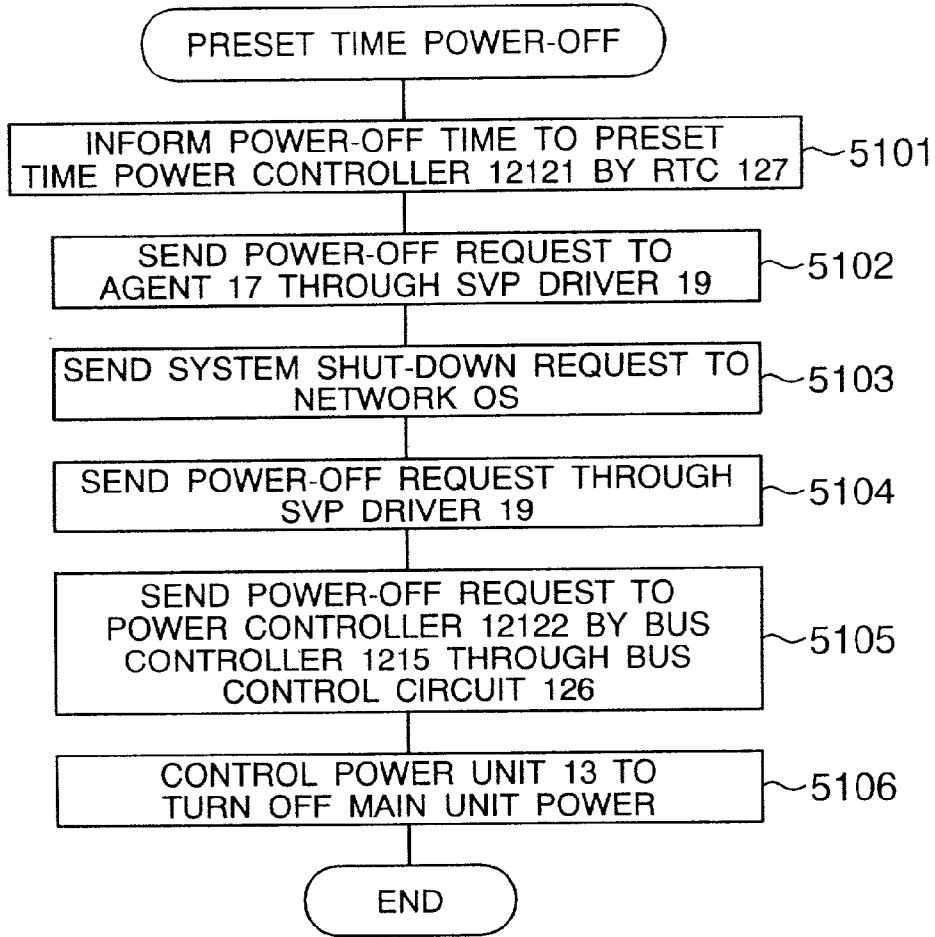 PRESET TIME POWER-OFF
INFORM POWER-OFF TIME TO PRESET
TIME POWER CONTROLLER 12121 BY RTC 127
5101
SEND POWER-OFF REQUEST TO
AGENT 17 THROUGH SVP DRIVER 19
5102
SEND SYSTEM SHUT-DOWN REQUEST TO
NETWORK OS
5103
SEND POWER-OFF REQUEST THROUGH
SVP DRIVER 19
5104
SEND POWER-OFF REQUEST TO
POWER CONTROLLER 12122 BY BUS
CONTROLLER 1215 THROUGH BUS
CONTROL CIRCUIT 126
5105
CONTROL POWER UNIT 13 TO
TURN OFF MAIN UNIT POWER
5106
END